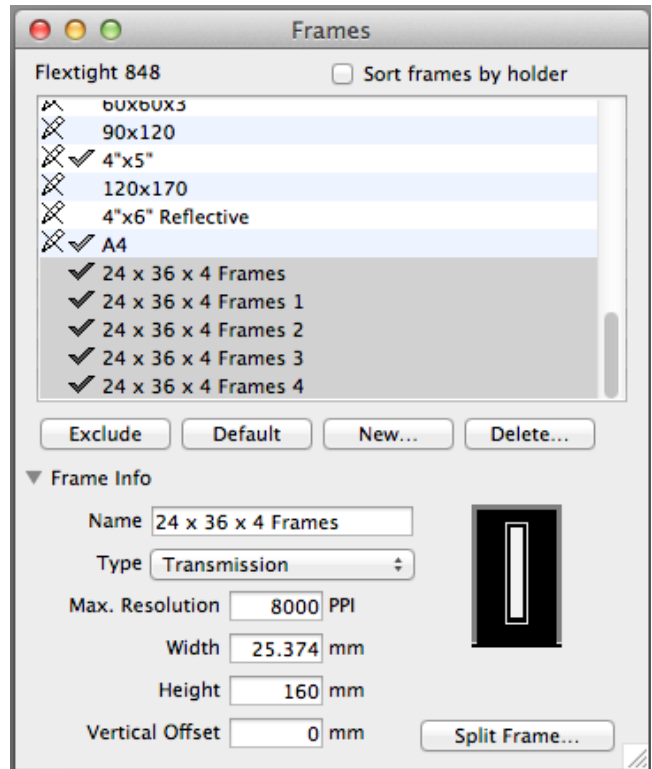 Frames
Flextight 848
Sort frames by holder
60x60x3
90x120
4"x5"
120x170
4"x6" Reflective
A4
24 x 36 x 4 Frames
24 x 36 x 4 Frames 1
24 x 36 x 4 Frames 2
24 x 36 x 4 Frames 3
24 x 36 x 4 Frames 4
Exclude Default New... Delete...
Frame Info
Name 24 x 36 x 4 Frames
Type Transmission
Max. Resolution 8000 PPI
Width 25.374 mm
Height 160 mm
Vertical Offset 0 mm
Split Frame...